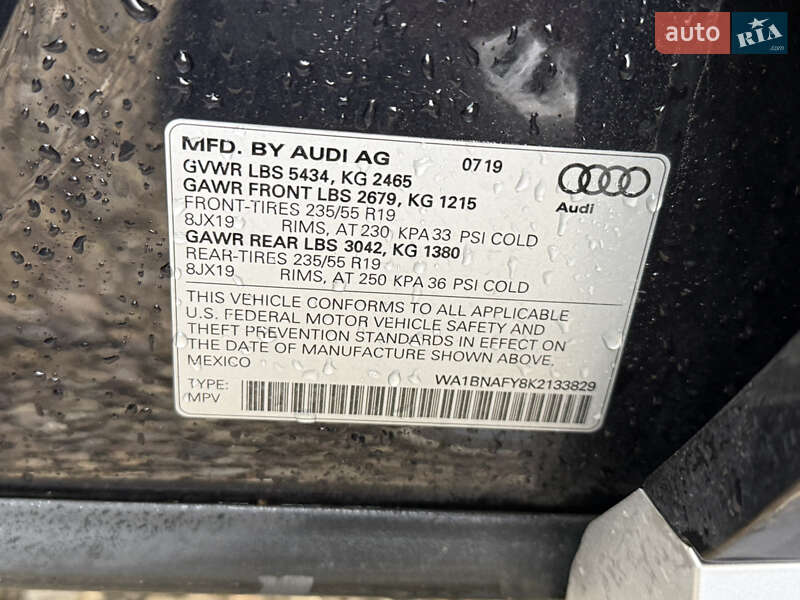 auto RIA
MFD. BY AUDI AG 0719
GVWR LBS 5434, KG 2465
GAWR FRONT LBS 2679, KG 1215
FRONT-TIRES 235/55 R19
8JX19 RIMS, AT 230 KPA 33 PSI COLD
GAWR REAR LBS 3042, KG 1380
REAR-TIRES 235/55 R19
8JX19 RIMS, AT 250 KPA 36 PSI COLD
Audi
THIS VEHICLE CONFORMS TO ALL APPLICABLE
U.S. FEDERAL MOTOR VEHICLE SAFETY AND
THEFT PREVENTION STANDARDS IN EFFECT ON
THE DATE OF MANUFACTURE SHOWN ABOVE.
MEXICO
TYPE: WA1BNAFY8K2133829
MPV